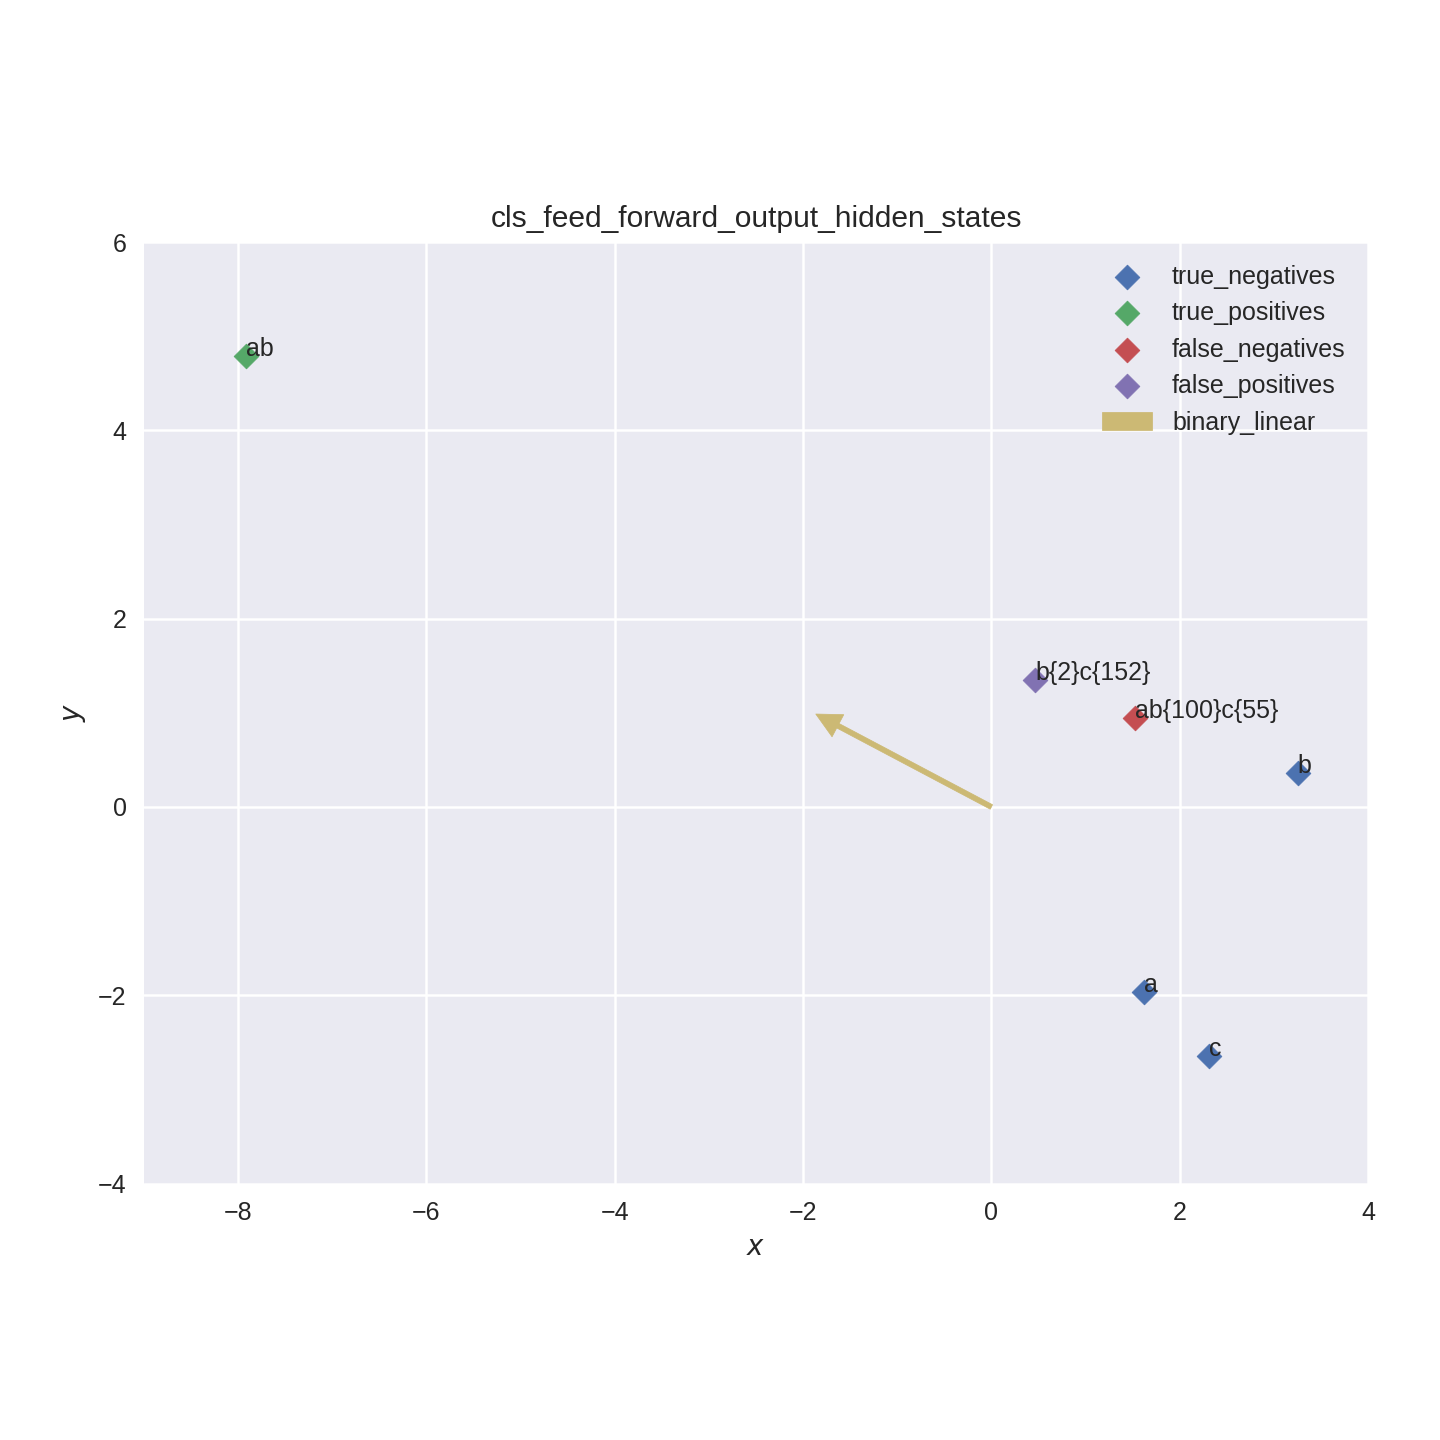 cls_feed_forward_output_hidden_states
6
4
2
0
−2
−4
y
true_negatives
true_positives
false_negatives
false_positives
binary_linear
ab
b{2}c{152}
ab{100}c{55}
b
a
c
−8 −6 −4 −2 0 2 4
x